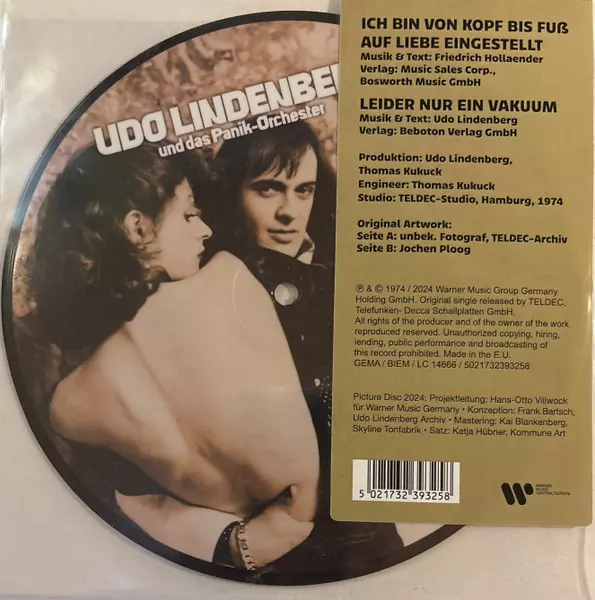 UDO LINDENBE
und das Panik-Orchester
ICH BIN VON KOPF BIS FUß
AUF LIEBE EINGESTELLT
Musik & Text: Friedrich Hollaender
Verlag: Music Sales Corp.,
Bosworth Music GmbH
LEIDER NUR EIN VAKUUM
Musik & Text: Udo Lindenberg
Verlag: Beboton Verlag GmbH
Produktion: Udo Lindenberg,
Thomas Kukuck
Engineer: Thomas Kukuck
Studio: TELDEC-Studio, Hamburg, 1974
Original Artwork:
Seite A: unbek. Fotograf, TELDEC-Archiv
Seite B: Jochen Ploog
℗ & © 1974 / 2024 Warner Music Group Germany
Holding GmbH. Original single released by TELDEC,
Telefunken- Decca Schallplatten GmbH.
All rights of the producer and of the owner of the work
reproduced reserved. Unauthorized copying, hiring,
lending, public performance and broadcasting of
this record prohibited. Made in the E.U.
GEMA / BIEM / LC 14666 / 5021732393258
Picture Disc 2024: Projektleitung: Hans-Otto Villwock
für Warner Music Germany • Konzeption: Frank Bartsch,
Udo Lindenberg Archiv • Mastering: Kai Blankenberg,
Skyline Tonfabrik • Satz: Katja Hübner, Kommune Art
5 021732 393258
WARNER
MUSIC
CENTRAL EUROPE